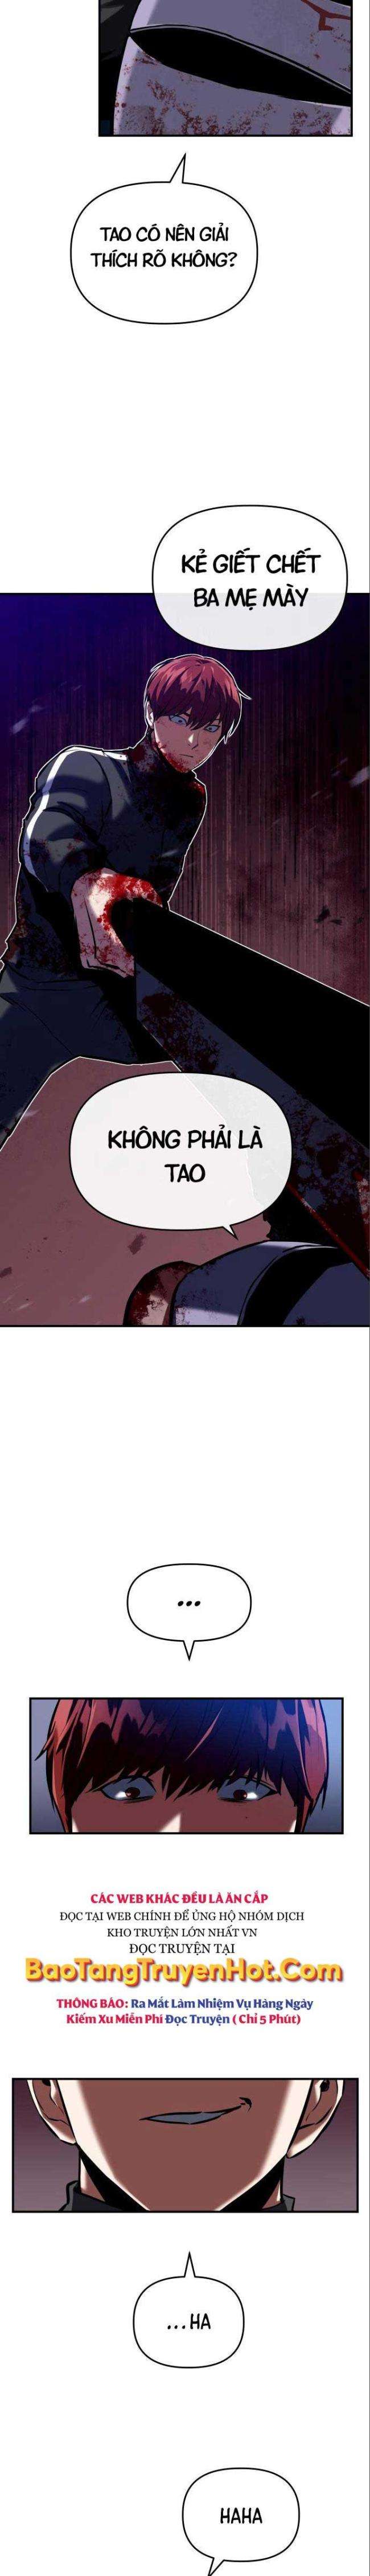 TAO CÓ NÊN GIẢI
THÍCH RÕ KHÔNG?
KẺ GIẾT CHẾT
BA MẸ MÀY
KHÔNG PHẢI LÀ
TAO
...
CÁC WEB KHÁC ĐỀU LÀ ĂN CẮP
ĐỌC TẠI WEB CHÍNH ĐỂ ỦNG HỘ NHÓM DỊCH
KHO TRUYỆN LỚN NHẤT VN
ĐỌC TRUYỆN TẠI
BaoTangTruyenHot.Com
THÔNG BÁO: Ra Mắt Làm Nhiệm Vụ Hàng Ngày
Kiếm Xu Miễn Phí Đọc Truyện ( Chỉ 5 Phút)
...HA
HAHA